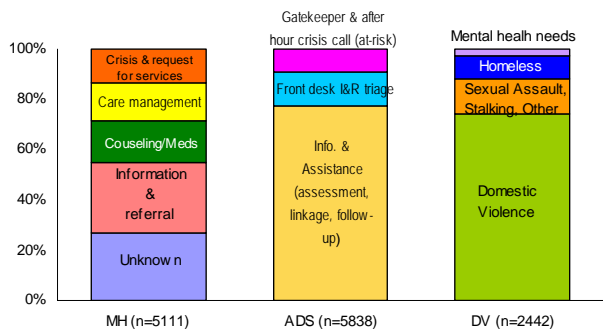 Gatekeeper & after
hour crisis call (at-risk)
Mental healh needs
100%
80%
60%
40%
20%
0%
Crisis & request
for services
Care management
Couseling/Meds
Information
&
referral
Unknown
Front desk I&R triage
Info. &
Assistance
(assessment,
linkage, follow-
up)
Homeless
Sexual Assault,
Stalking, Other
Domestic
Violence
MH (n=5111)
ADS (n=5838)
DV (n=2442)